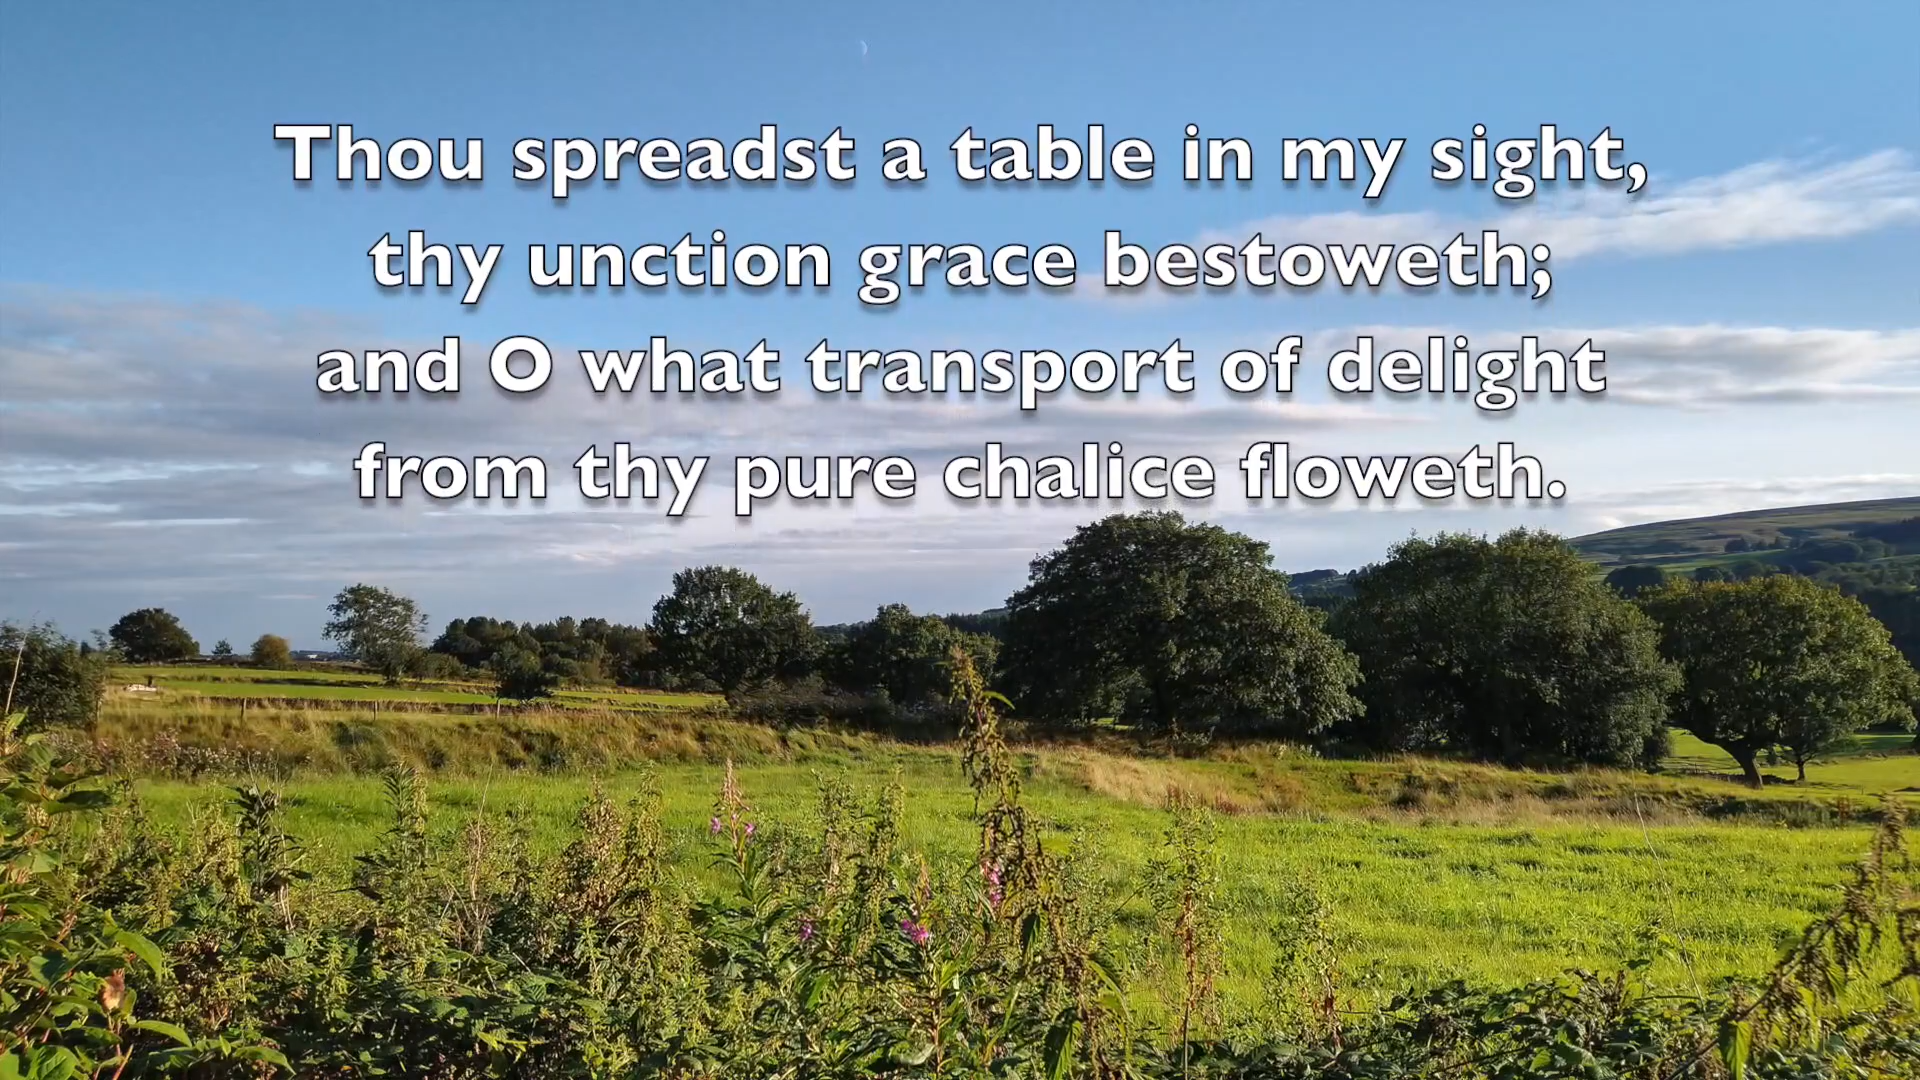 Thou spreadst a table in my sight,
thy unction grace bestoweth;
and O what transport of delight
from thy pure chalice floweth.